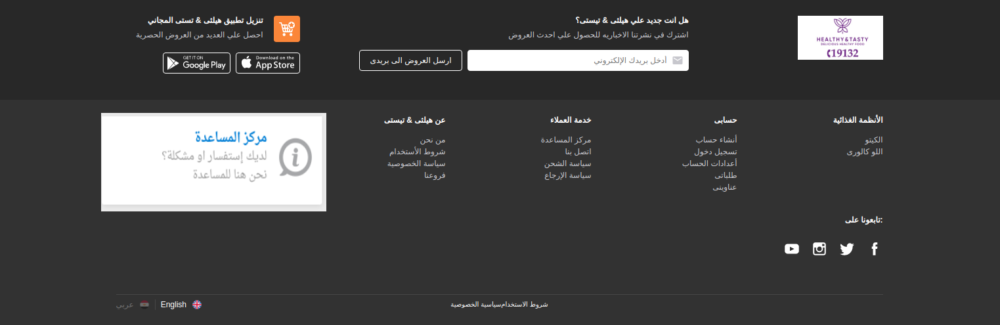 HEALTHY & TASTY
DELICIOUS HEALTHY FOOD
19132
هل انت جديد علي هيلثى & تيستى؟
اشترك في نشرتنا الاخباريه للحصول علي احدث العروض
أدخل بريدك الإلكتروني
ارسل العروض الى بريدى
تنزيل تطبيق هيلثى & تستى المجاني
احصل علي العديد من العروض الحصرية
Download on the
App Store
GET IT ON
Google Play
الأنظمة الغذائية
الكيتو
اللو كالورى
حسابى
أنشاء حساب
تسجيل دخول
أعدادات الحساب
طلباتى
عناوينى
خدمة العملاء
مركز المساعدة
اتصل بنا
سياسة الشحن
سياسة الإرجاع
عن هيلثى & تيستى
من نحن
شروط الأستخدام
سياسة الخصوصية
فروعنا
مركز المساعدة
لديك إستفسار او مشكلة؟
نحن هنا للمساعدة
تابعونا على:
شروط الاستخدامسياسية الخصوصية
English
عربي